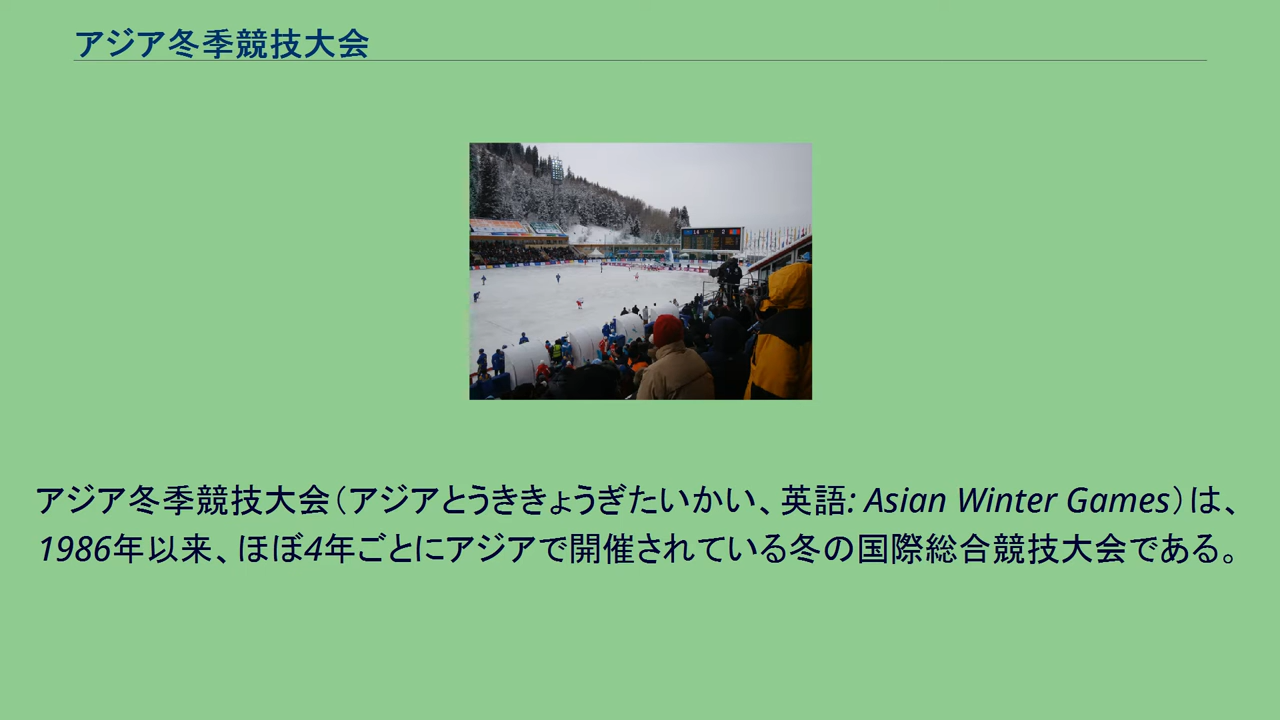 アジア冬季競技大会
アジア冬季競技大会（アジアとうききょうぎたいかい、英語: Asian Winter Games）は、
1986年以来、ほぼ4年ごとにアジアで開催されている冬の国際総合競技大会である。